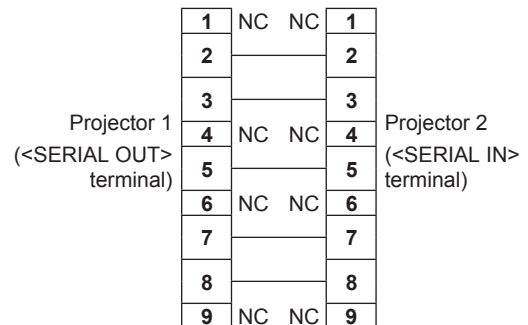 1 NC NC 1
2 2
3 3
Projector 1
(<SERIAL OUT>
terminal)
4 NC NC 4
Projector 2
(<SERIAL IN>
terminal)
5 5
6 NC NC 6
7 7
8 8
9 NC NC 9